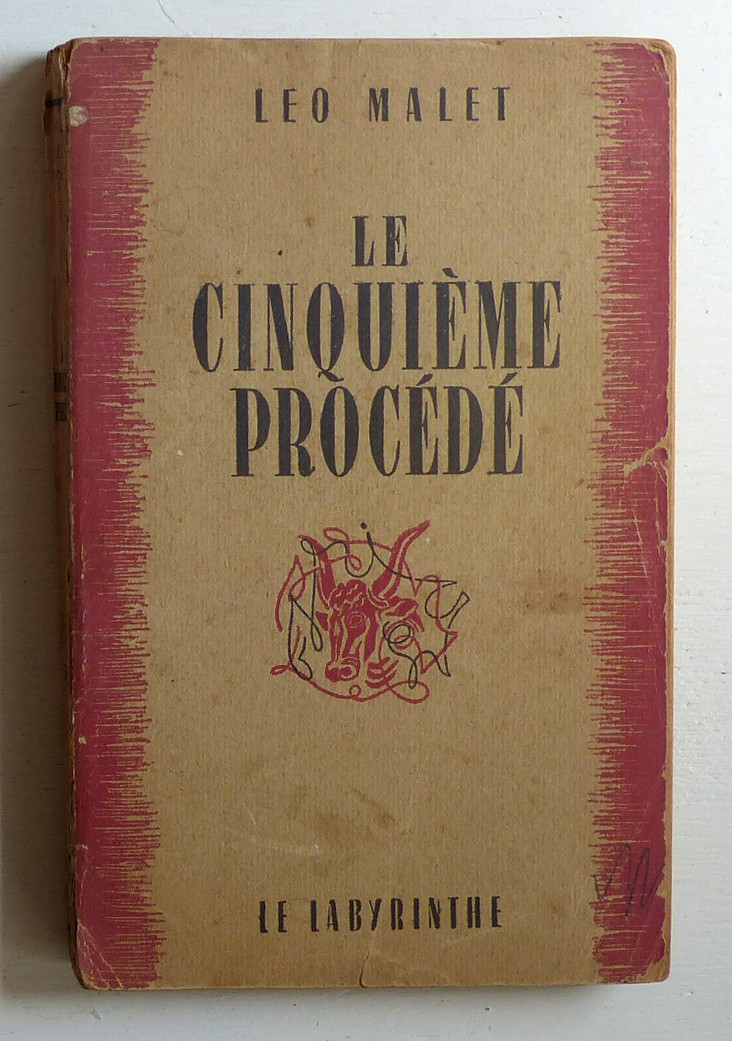 LEO MALET
LE
CINQUIÈME
PROCÉDÉ
LE LABYRINTHE